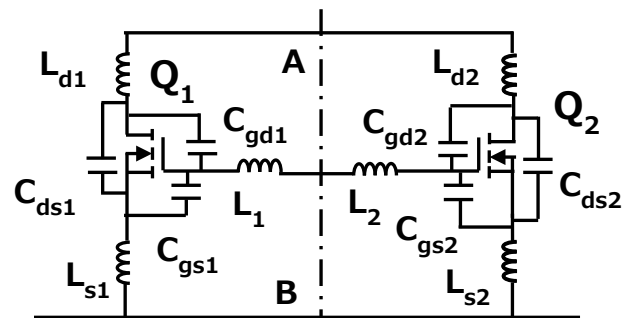 L_d1
Q_1
A
L_d2
Q_2
C_gd1
C_gd2
C_ds1
L_1
L_2
C_ds2
C_gs1
C_gs2
L_s1
B
L_s2